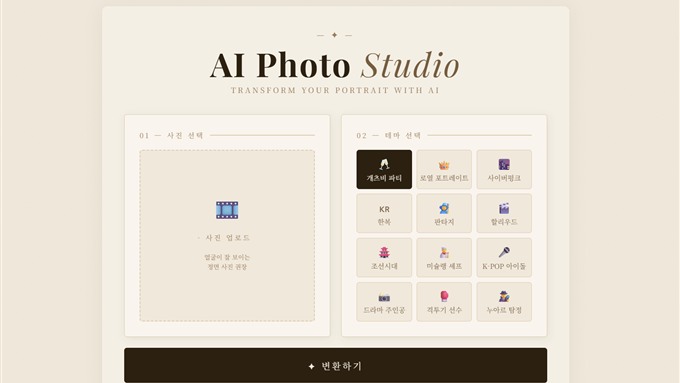 AI Photo Studio
TRANSFORM YOUR PORTRAIT WITH AI
01 — 사진 선택
사진 업로드
얼굴이 잘 보이는
정면 사진 권장
02 — 테마 선택
개츠비 파티
로열 포트레이트
사이버펑크
KR
한복
판타지
할리우드
조선시대
미슐랭 셰프
K-POP 아이돌
드라마 주인공
격투기 선수
누아르 탐정
변환하기